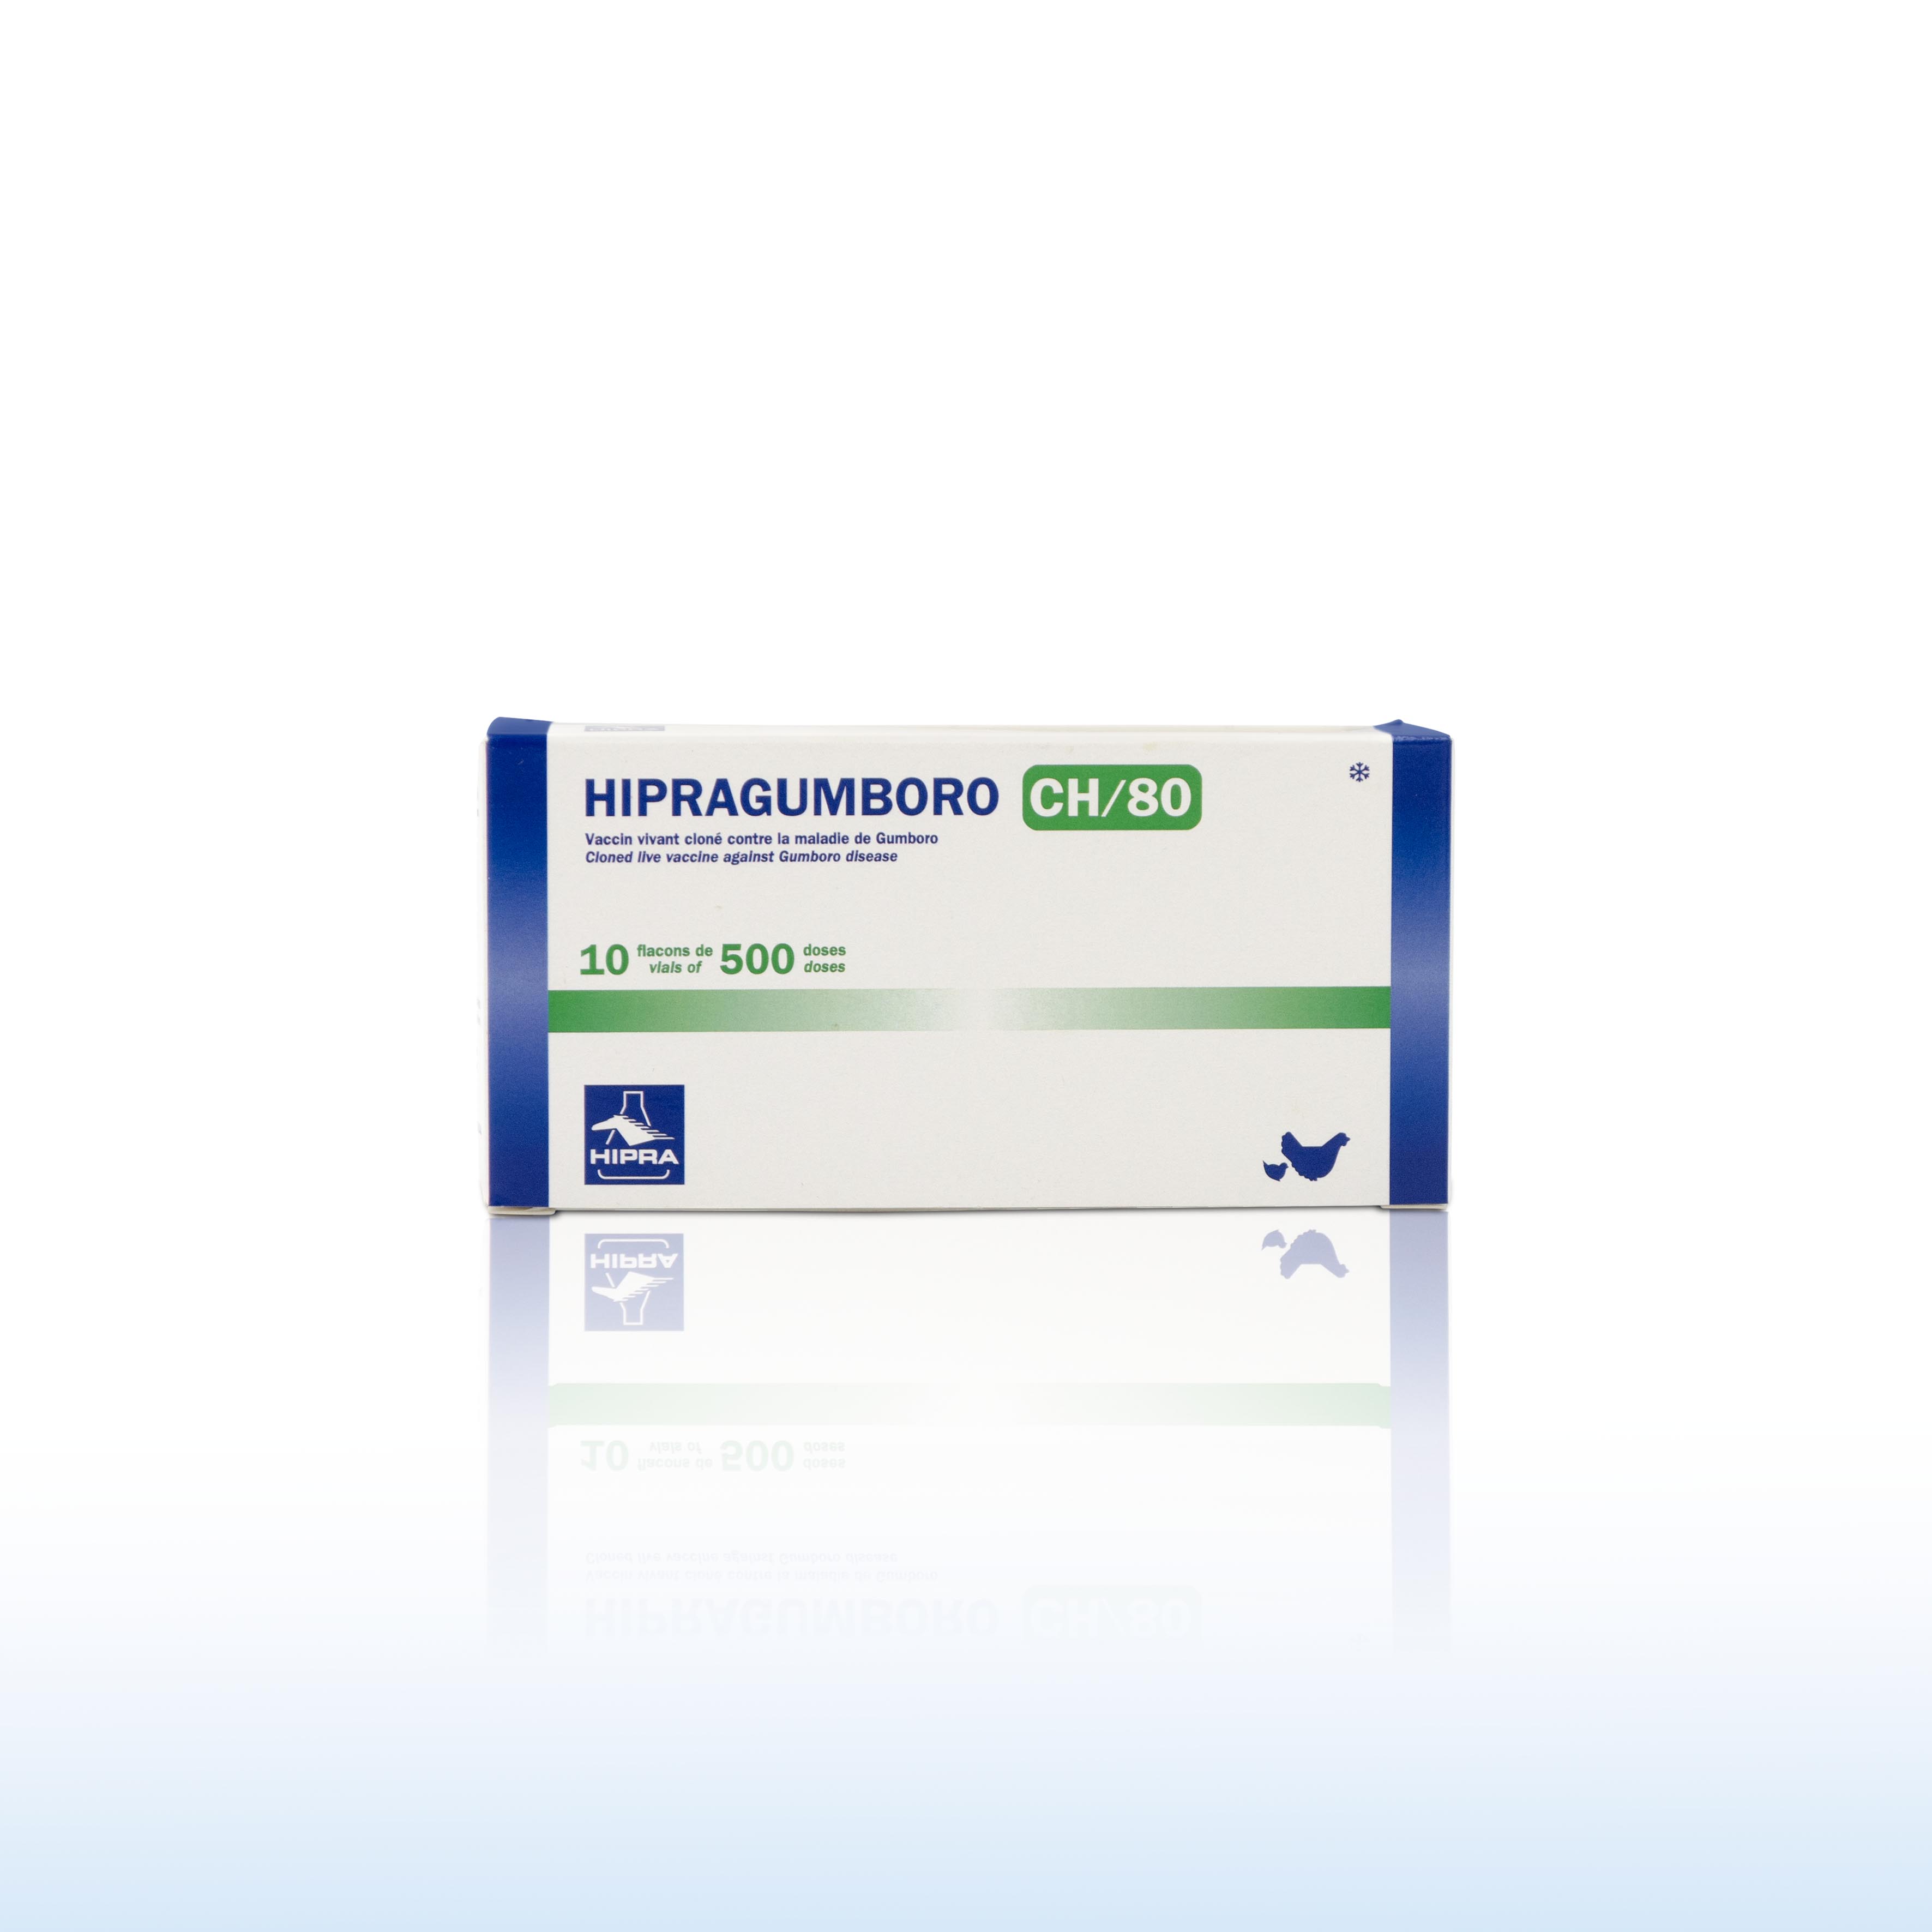 HIPRAGUMBORO CH/80
Vaccin vivant cloné contre la maladie de Gumboro
Cloned live vaccine against Gumboro disease
10 flacons de 500 doses
vials of doses
HIPRA